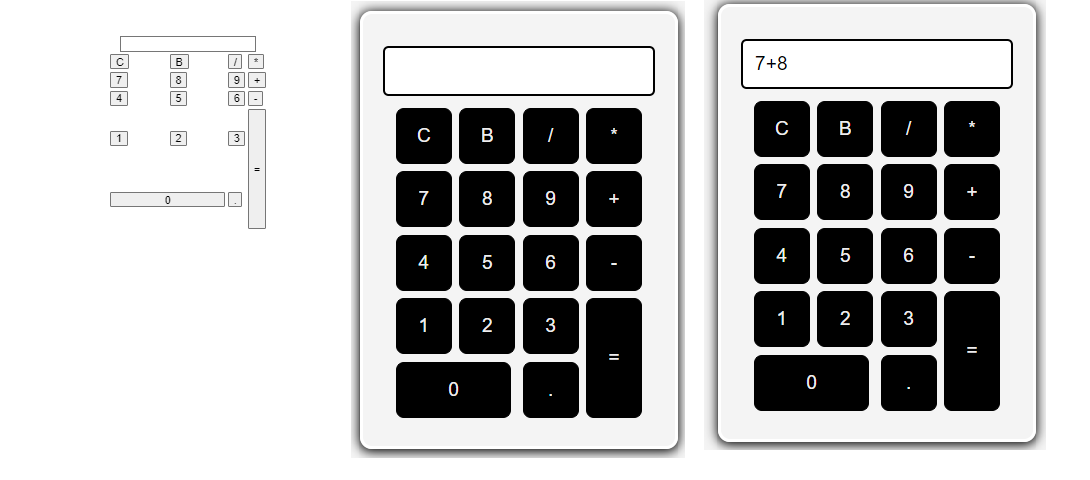 C B / *
7 8 9 +
4 5 6 -
1 2 3
=
0 .
C B / *
7 8 9 +
4 5 6 -
1 2 3
=
0 .
7+8
C B / *
7 8 9 +
4 5 6 -
1 2 3
=
0 .